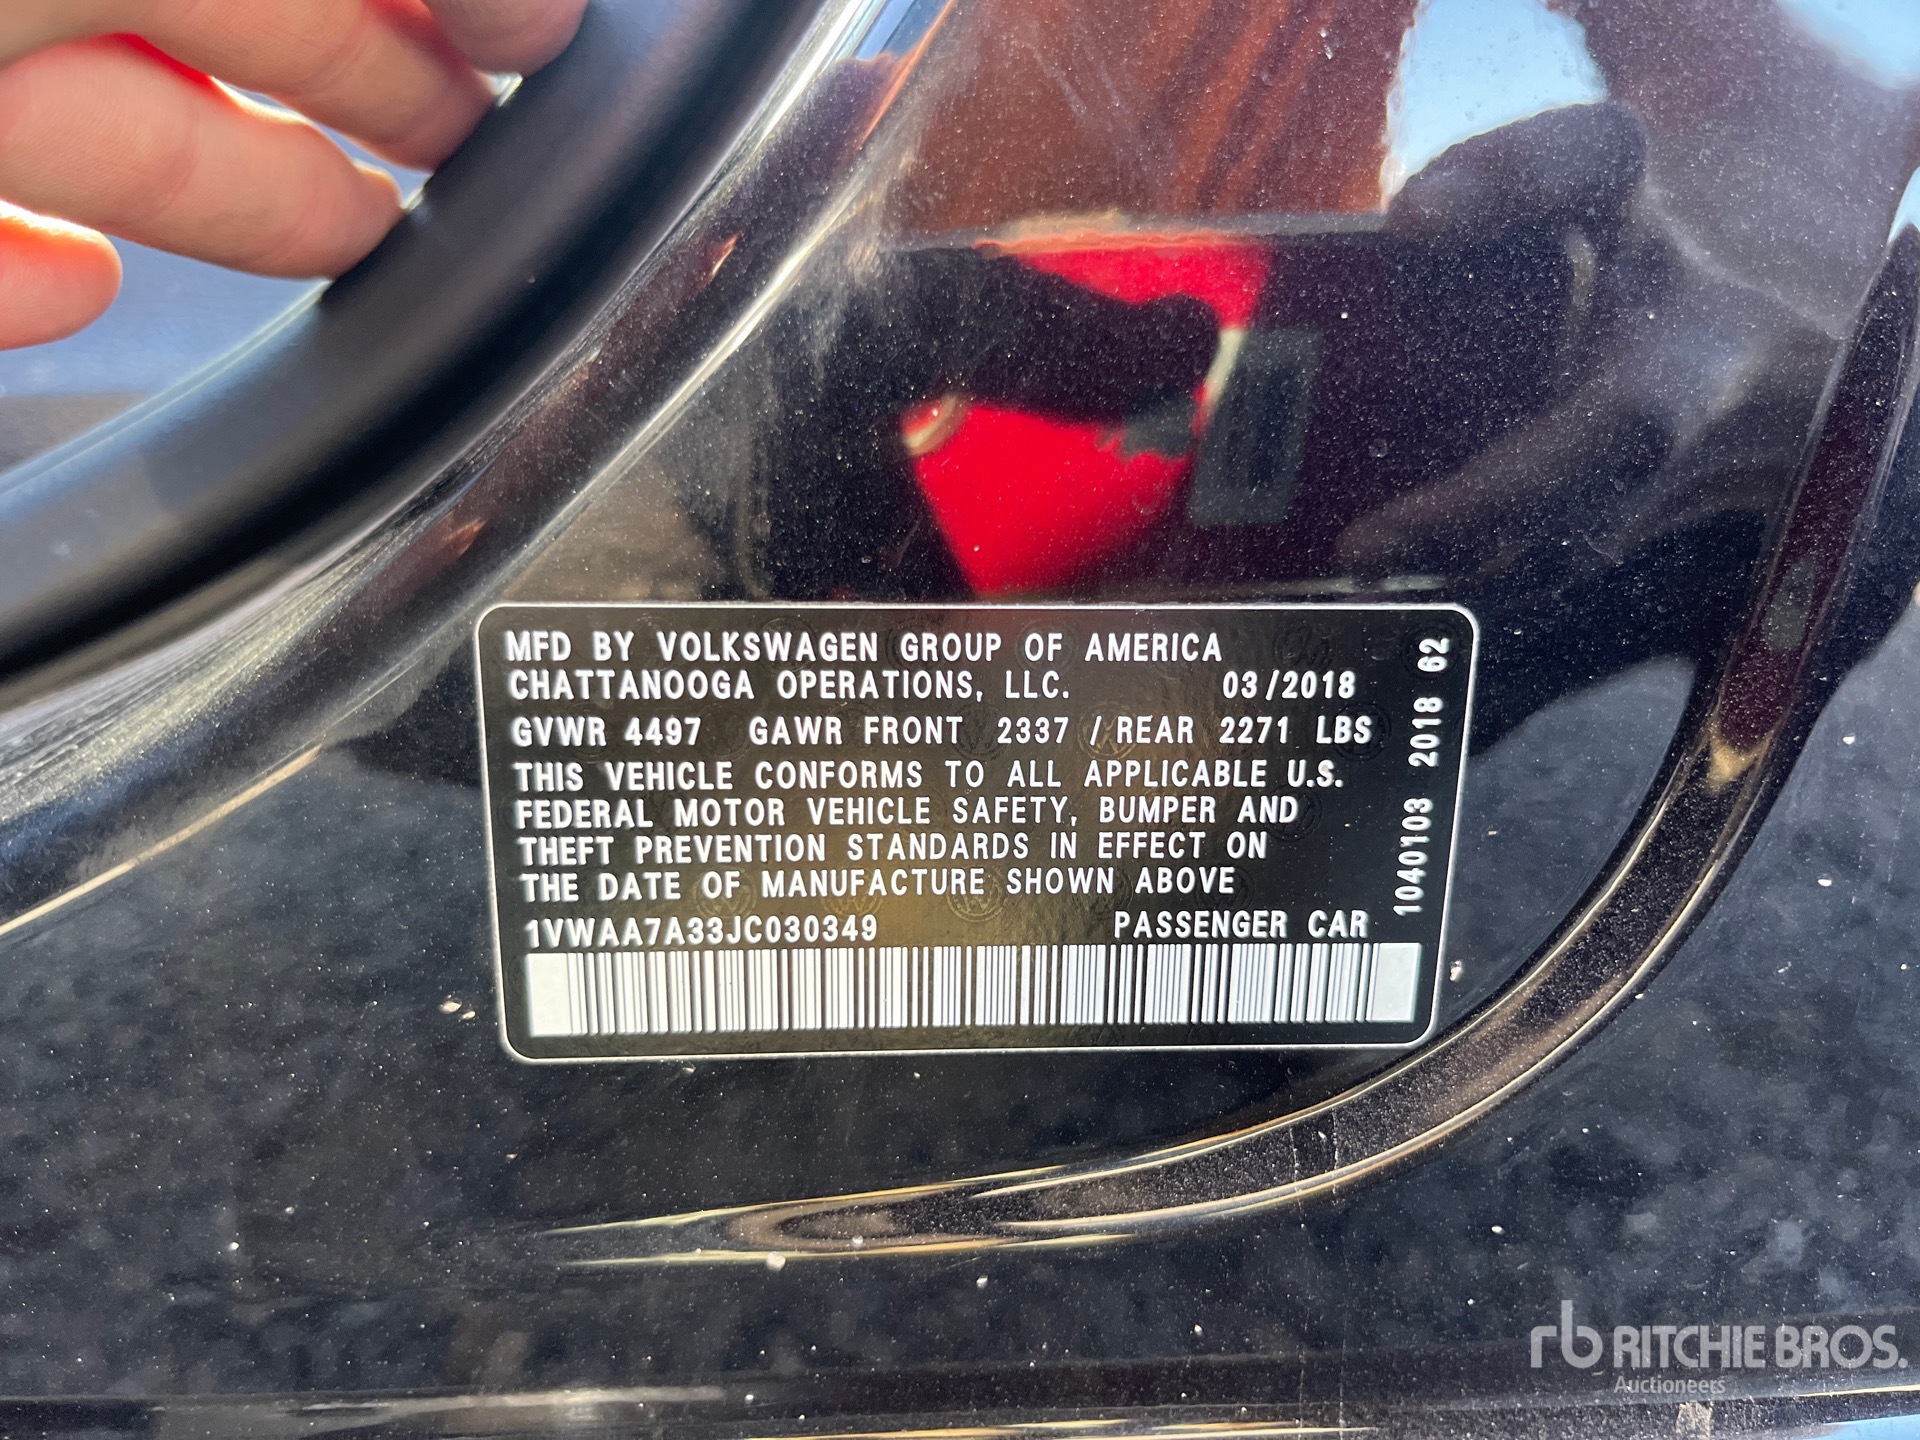 MFD BY VOLKSWAGEN GROUP OF AMERICA
CHATTANOOGA OPERATIONS, LLC. 03/2018
GVWR 4497 GAWR FRONT 2337 / REAR 2271 LBS
THIS VEHICLE CONFORMS TO ALL APPLICABLE U.S.
FEDERAL MOTOR VEHICLE SAFETY, BUMPER AND
THEFT PREVENTION STANDARDS IN EFFECT ON
THE DATE OF MANUFACTURE SHOWN ABOVE
1VWAA7A33JC030349 PASSENGER CAR
1040103 2018 62
rb RITCHIE BROS.
Auctioneers